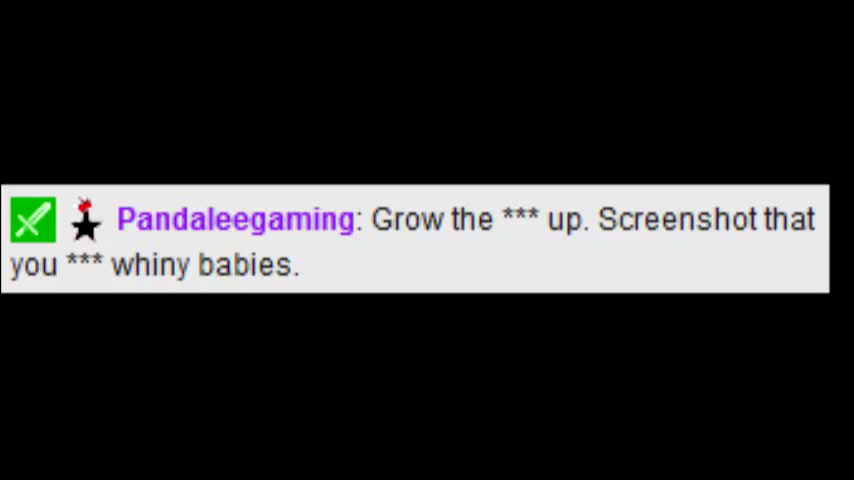 Pandaleegaming: Grow the *** up. Screenshot that
you *** whiny babies.